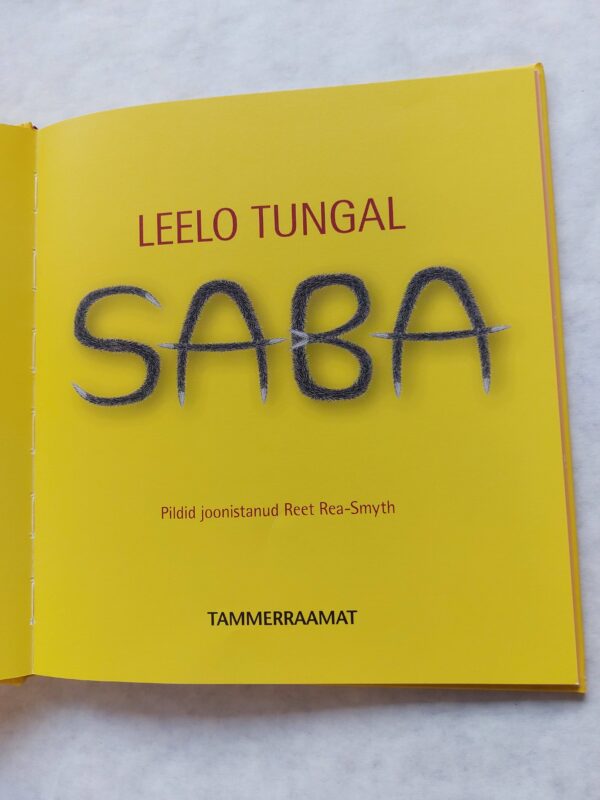 LEELO TUNGAL
SABA
Pildid joonistanud Reet Rea-Smyth
TAMMERRAAMAT